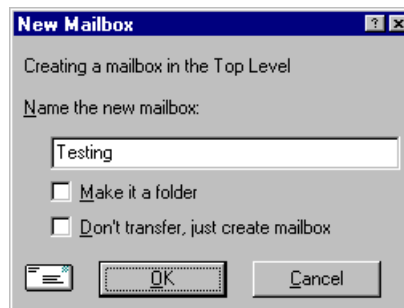 New Mailbox ?
Creating a mailbox in the Top Level
Name the new mailbox:
Testing
Make it a folder
Don't transfer, just create mailbox
OK Cancel